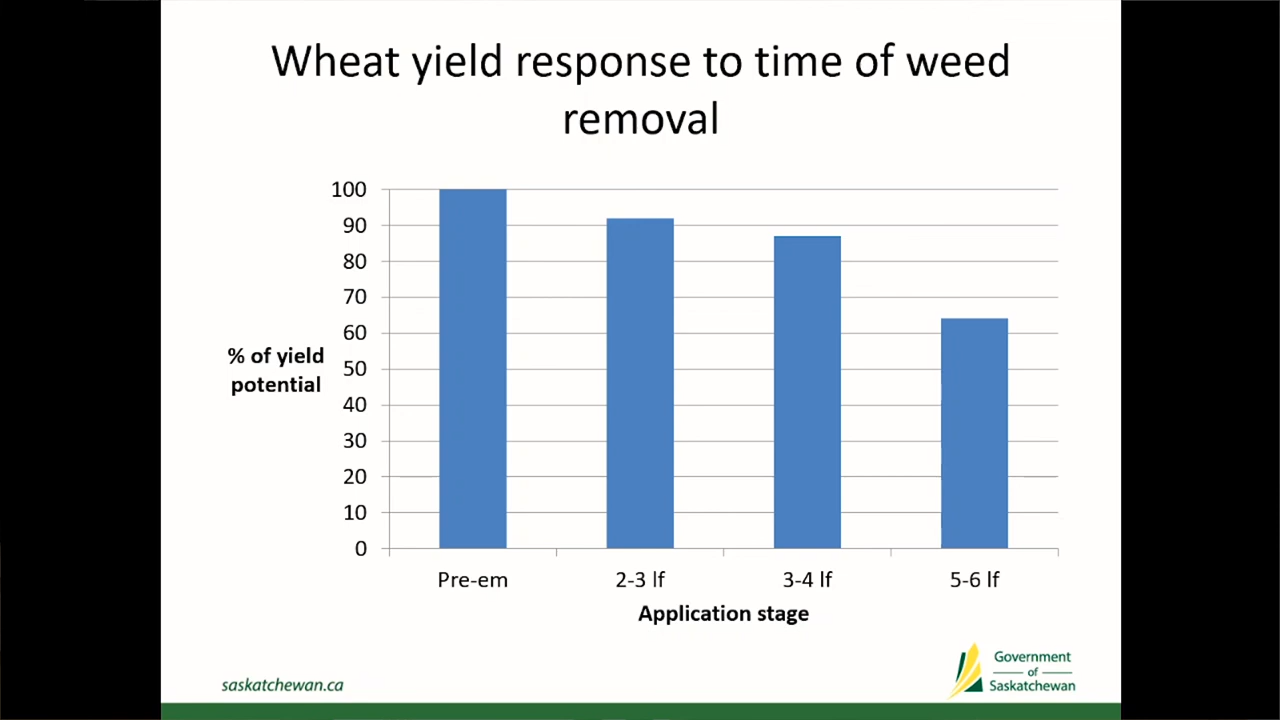 Wheat yield response to time of weed
removal
100
90
80
70
60
50
40
30
20
10
0
% of yield
potential
Pre-em 2-3 lf 3-4 lf 5-6 lf
Application stage
saskatchewan.ca
Government
of
Saskatchewan